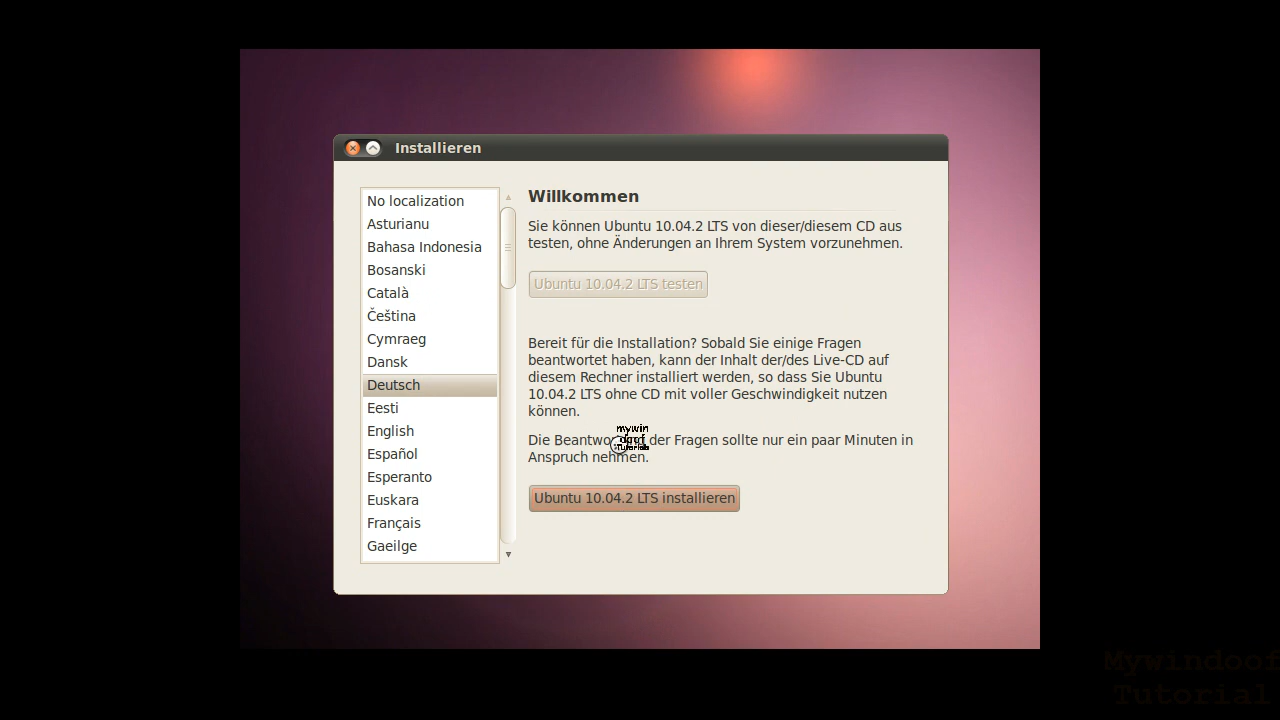 Installieren
No localization
Asturianu
Bahasa Indonesia
Bosanski
Català
Čeština
Cymraeg
Dansk
Deutsch
Eesti
English
Español
Esperanto
Euskara
Français
Gaeilge
Willkommen
Sie können Ubuntu 10.04.2 LTS von dieser/diesem CD aus
testen, ohne Änderungen an Ihrem System vorzunehmen.
Ubuntu 10.04.2 LTS testen
Bereit für die Installation? Sobald Sie einige Fragen
beantwortet haben, kann der Inhalt der/des Live-CD auf
diesem Rechner installiert werden, so dass Sie Ubuntu
10.04.2 LTS ohne CD mit voller Geschwindigkeit nutzen
können.
Die der Fragen sollte nur ein paar Minuten in
Anspruch nehmen.
Ubuntu 10.04.2 LTS installieren
Mywindoof
Tutorial